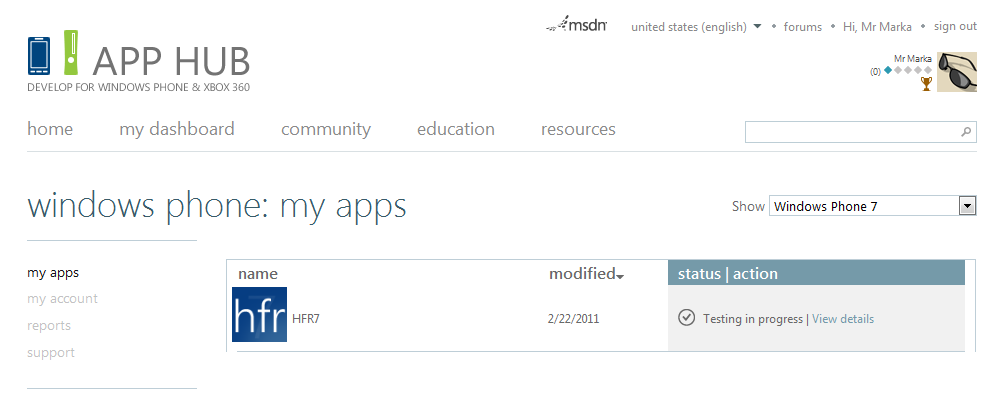 msdn
united states (english) forums Hi, Mr Marka sign out
APP HUB
DEVELOP FOR WINDOWS PHONE & XBOX 360
Mr Marka
(0)
home my dashboard community education resources
windows phone: my apps
Show Windows Phone 7
my apps
my account
reports
support
name modified status | action
hfr HFR7 2/22/2011 Testing in progress | View details